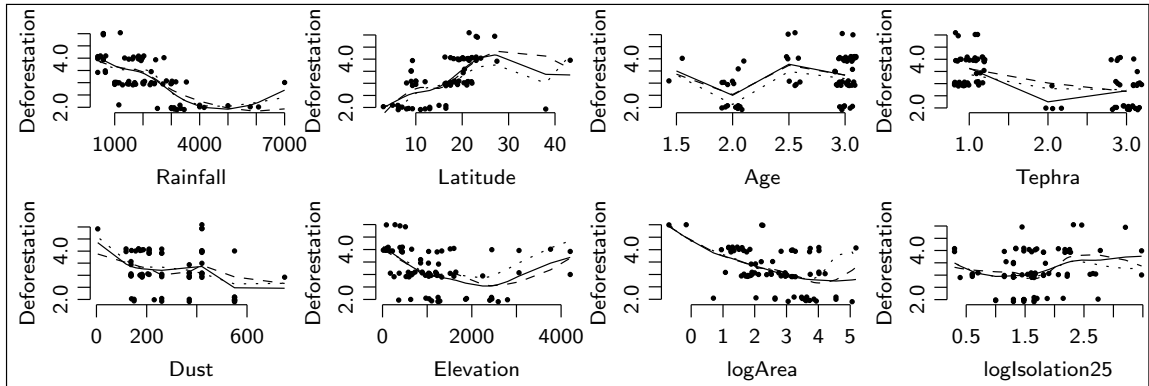 Deforestation
2.0 4.0
1000 4000 7000
Rainfall
Deforestation
2.0 4.0
10 20 30 40
Latitude
Deforestation
2.0 4.0
1.5 2.0 2.5 3.0
Age
Deforestation
2.0 4.0
1.0 2.0 3.0
Tephra
Deforestation
2.0 4.0
0 200 600
Dust
Deforestation
2.0 4.0
0 2000 4000
Elevation
Deforestation
2.0 4.0
0 1 2 3 4 5
logArea
Deforestation
2.0 4.0
0.5 1.5 2.5
logIsolation25